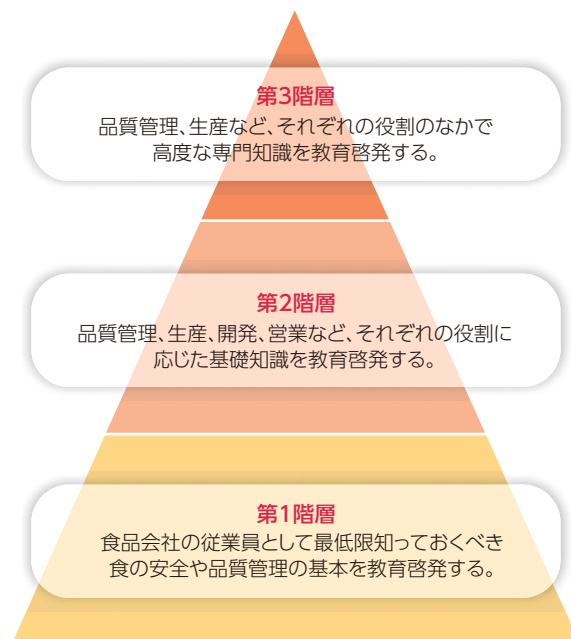 第3階層
品質管理、生産など、それぞれの役割のなかで
高度な専門知識を教育啓発する。
第2階層
品質管理、生産、開発、営業など、それぞれの役割に
応じた基礎知識を教育啓発する。
第1階層
食品会社の従業員として最低限知っておくべき
食の安全や品質管理の基本を教育啓発する。